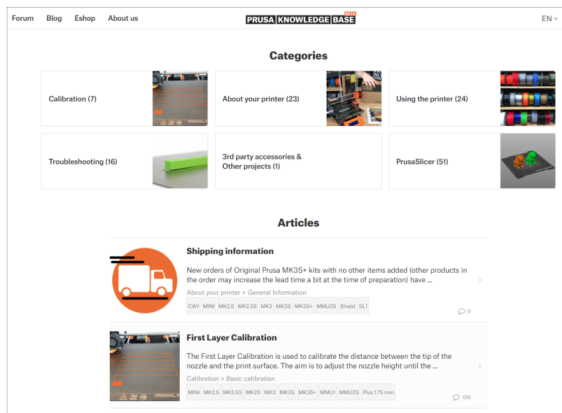 Forum Blog Eshop About us
PRUSA KNOWLEDGE BASE
BETA
EN
Categories
Calibration (7)
About your printer (23)
Using the printer (24)
Troubleshooting (16)
3rd party accessories &
Other projects (1)
PrusaSlicer (51)
Articles
Shipping information
New orders of Original Prusa MK3S+ kits with no other items added (other products in
the order may increase the lead time a bit at the time of preparation) have ...
About your printer > General Information
CW1 MINI MK2.5 MK2.5S MK3 MK3S MK3S+ MMU2S Shield SL1
0
First Layer Calibration
The First Layer Calibration is used to calibrate the distance between the tip of the
nozzle and the print surface. The aim is to adjust the nozzle height until the ...
Calibration > Basic calibration
MINI MK2.5 MK2.5S MK2S MK3 MK3S MK3S+ MMU1 MMU2S Plus 1.75 mm